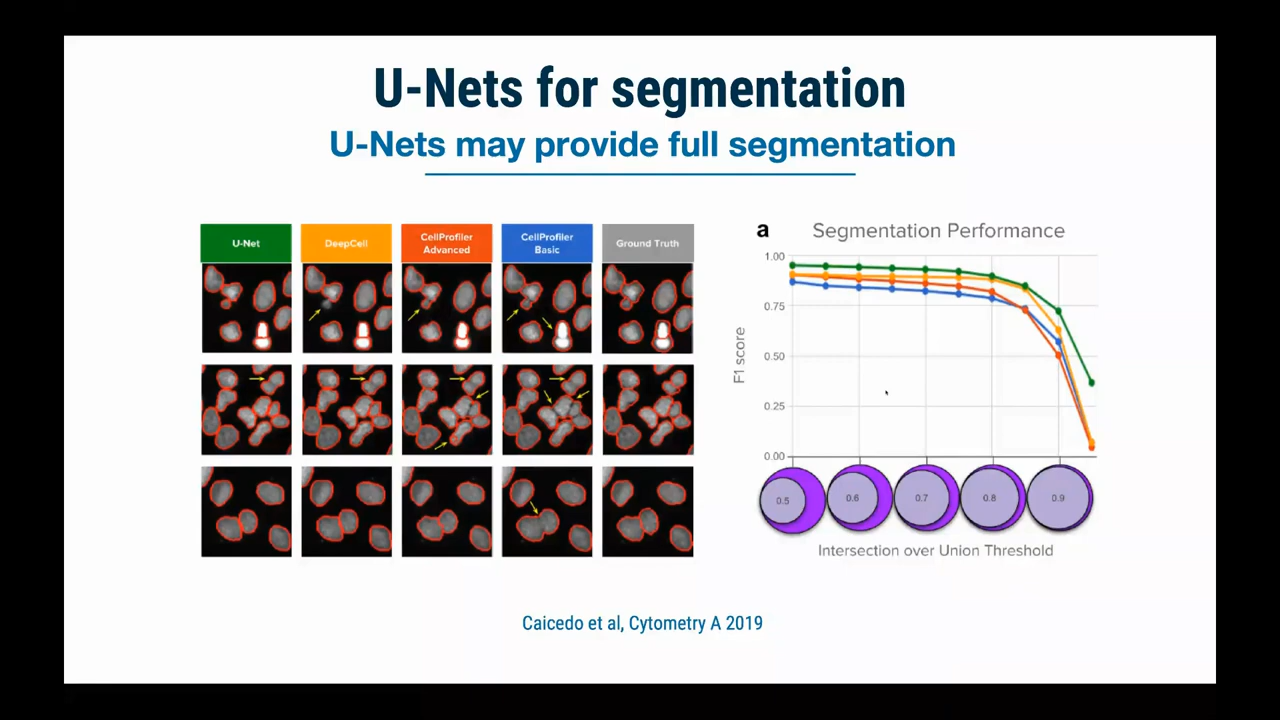 U-Nets for segmentation
U-Nets may provide full segmentation
U-Net
DeepCell
CellProfiler
Advanced
CellProfiler
Basic
Ground Truth
a
Segmentation Performance
1.00
0.75
0.50
0.25
0.00
F1 score
0.5
0.6
0.7
0.8
0.9
Intersection over Union Threshold
Caicedo et al, Cytometry A 2019